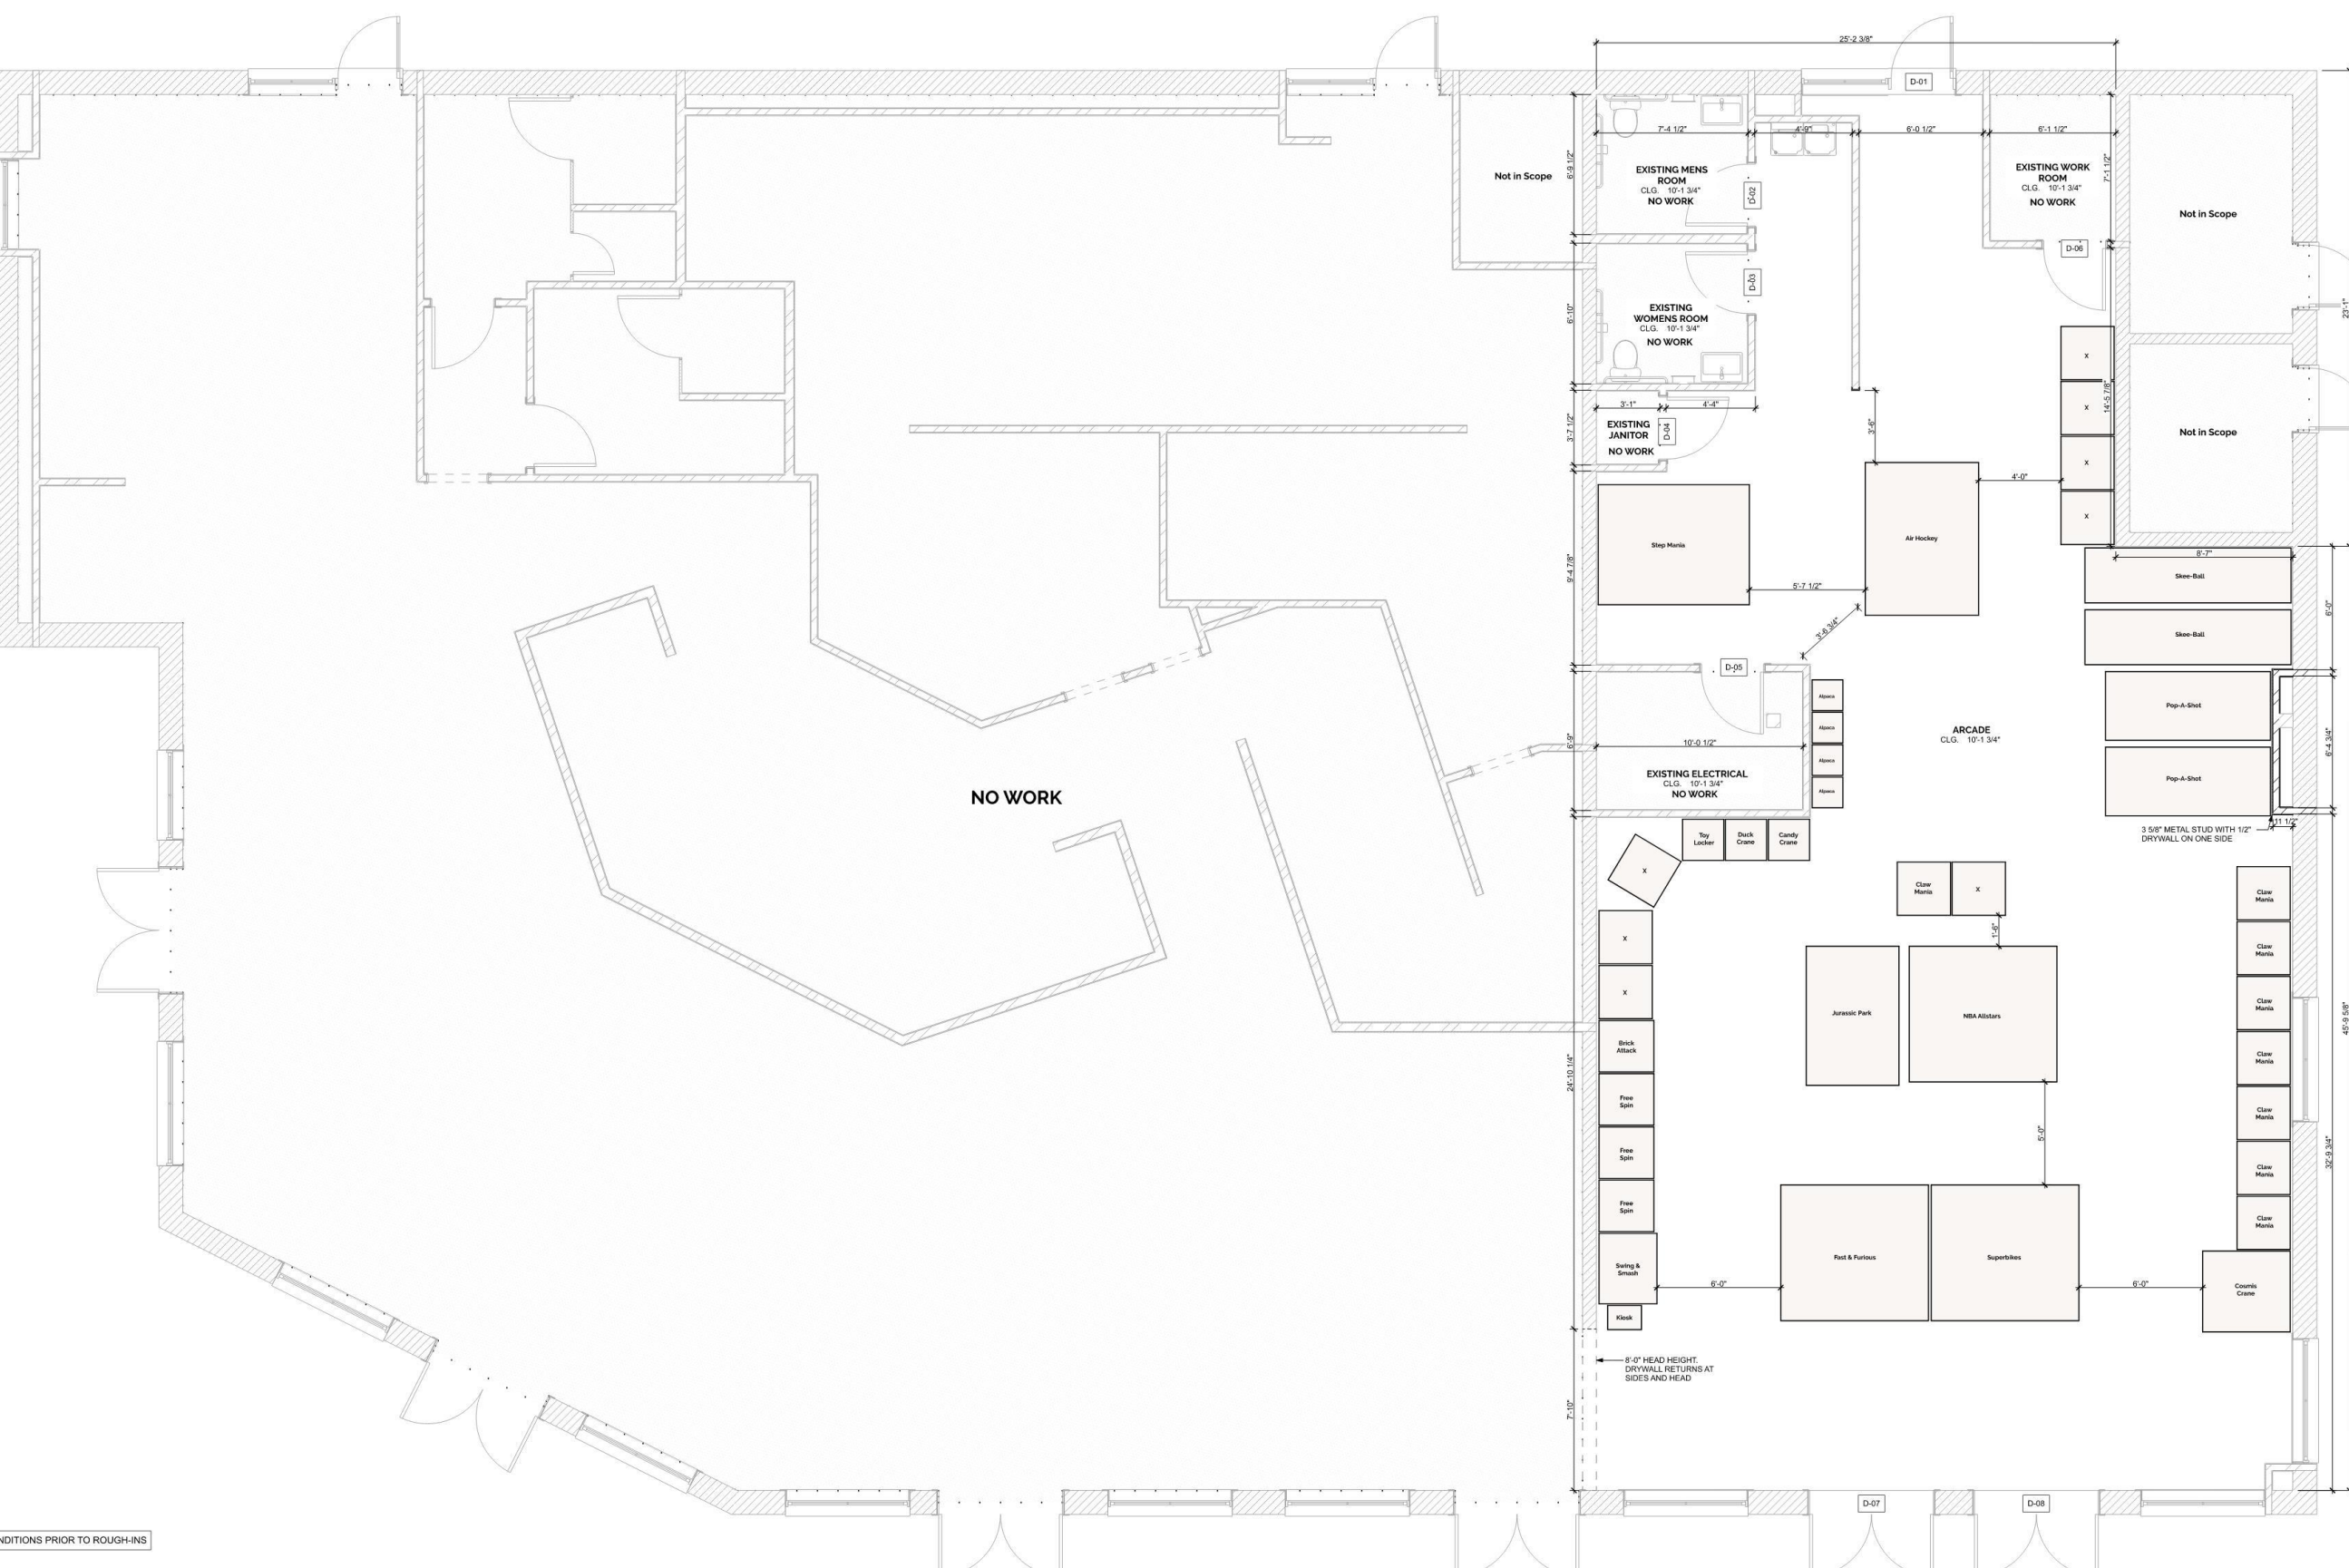 25'-2 3/8"
D-01
7'-4 1/2"
4'-9"
6'-0 1/2"
6'-1 1/2"
6'-9 1/2"
7'-1 1/2"
Not in Scope
EXISTING MENS
ROOM
CLG. 10'-1 3/4"
NO WORK
D-02
EXISTING WORK
ROOM
CLG. 10'-1 3/4"
NO WORK
D-06
Not in Scope
23'-1"
6'-10"
D-03
EXISTING
WOMENS ROOM
CLG. 10'-1 3/4"
NO WORK
X
X
X
X
14'-5 7/8"
3'-1"
4'-4"
3'-7 1/2"
EXISTING
JANITOR
NO WORK
D-04
3'-6"
Not in Scope
4'-0"
Step Mania
Air Hockey
9'-4 7/8"
5'-7 1/2"
3'-6 3/4"
8'-7"
Skee-Ball
Skee-Ball
6'-0"
D-05
Alpaca
Alpaca
Alpaca
Alpaca
Pop-A-Shot
Pop-A-Shot
6'-4 3/4"
ARCADE
CLG. 10'-1 3/4"
6'-9"
10'-0 1/2"
EXISTING ELECTRICAL
CLG. 10'-1 3/4"
NO WORK
NO WORK
11 1/2"
3 5/8" METAL STUD WITH 1/2"
DRYWALL ON ONE SIDE
Toy
Locker
Duck
Crane
Candy
Crane
X
Claw
Mania
X
1'-6"
X
X
Brick
Attack
Free
Spin
Free
Spin
Free
Spin
Swing &
Smash
Kiosk
24'-10 1/4"
Jurassic Park
NBA Allstars
5'-0"
Claw
Mania
Claw
Mania
Claw
Mania
Claw
Mania
Claw
Mania
Claw
Mania
Claw
Mania
Cosmis
Crane
45'-9 5/8"
32'-9 3/4"
Fast & Furious
Superbikes
6'-0"
6'-0"
8'-0" HEAD HEIGHT.
DRYWALL RETURNS AT
SIDES AND HEAD
7'-10"
D-07
D-08
NDITIONS PRIOR TO ROUGH-INS